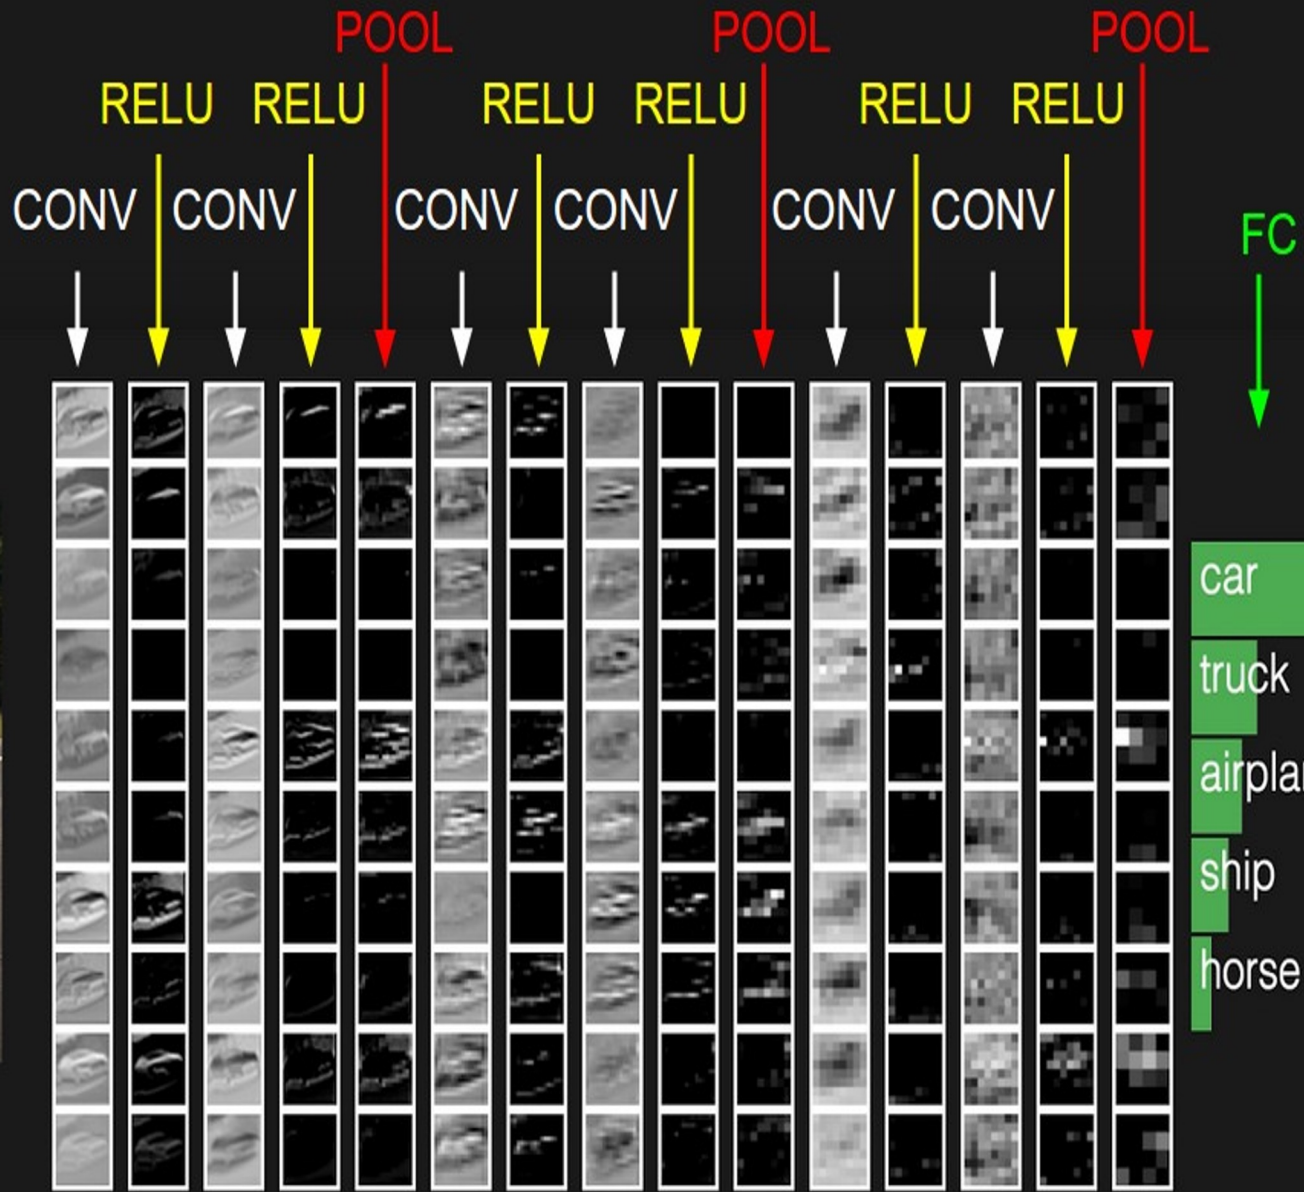 POOL POOL POOL
RELU RELU RELU RELU RELU RELU
CONV CONV CONV CONV CONV CONV
FC
car
truck
airpla
ship
horse